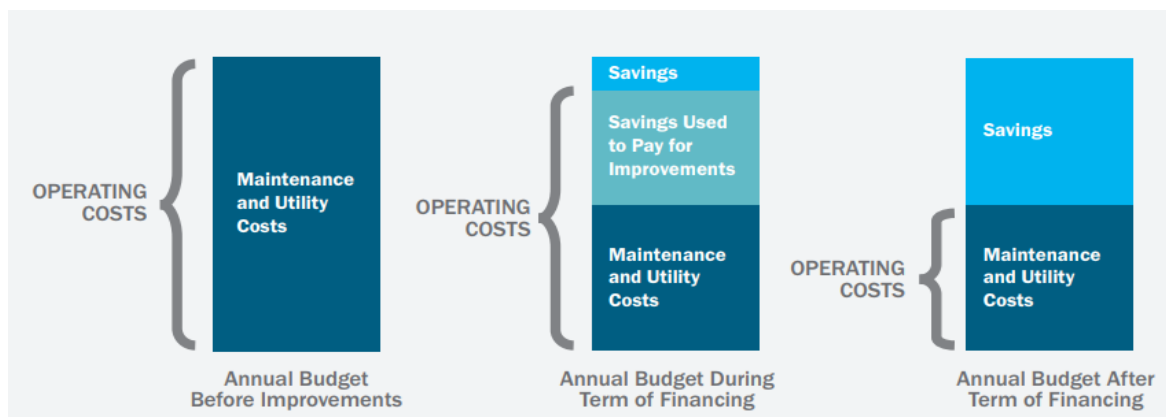 OPERATING
COSTS
Maintenance
and Utility
Costs
Annual Budget
Before Improvements
OPERATING
COSTS
Savings
Savings Used
to Pay for
Improvements
Maintenance
and Utility
Costs
Annual Budget During
Term of Financing
OPERATING
COSTS
Savings
Maintenance
and Utility
Costs
Annual Budget After
Term of Financing